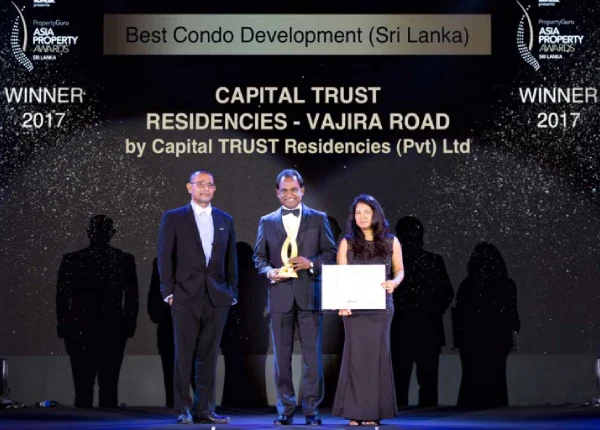 PropertyGuru
ASIA
PROPERTY
AWARDS
SRI LANKA
Best Condo Development (Sri Lanka)
PropertyGuru
ASIA
PROPERTY
AWARDS
SRI LANKA
WINNER
2017
CAPITAL TRUST
RESIDENCIES - VAJIRA ROAD
by Capital TRUST Residencies (Pvt) Ltd
WINNER
2017